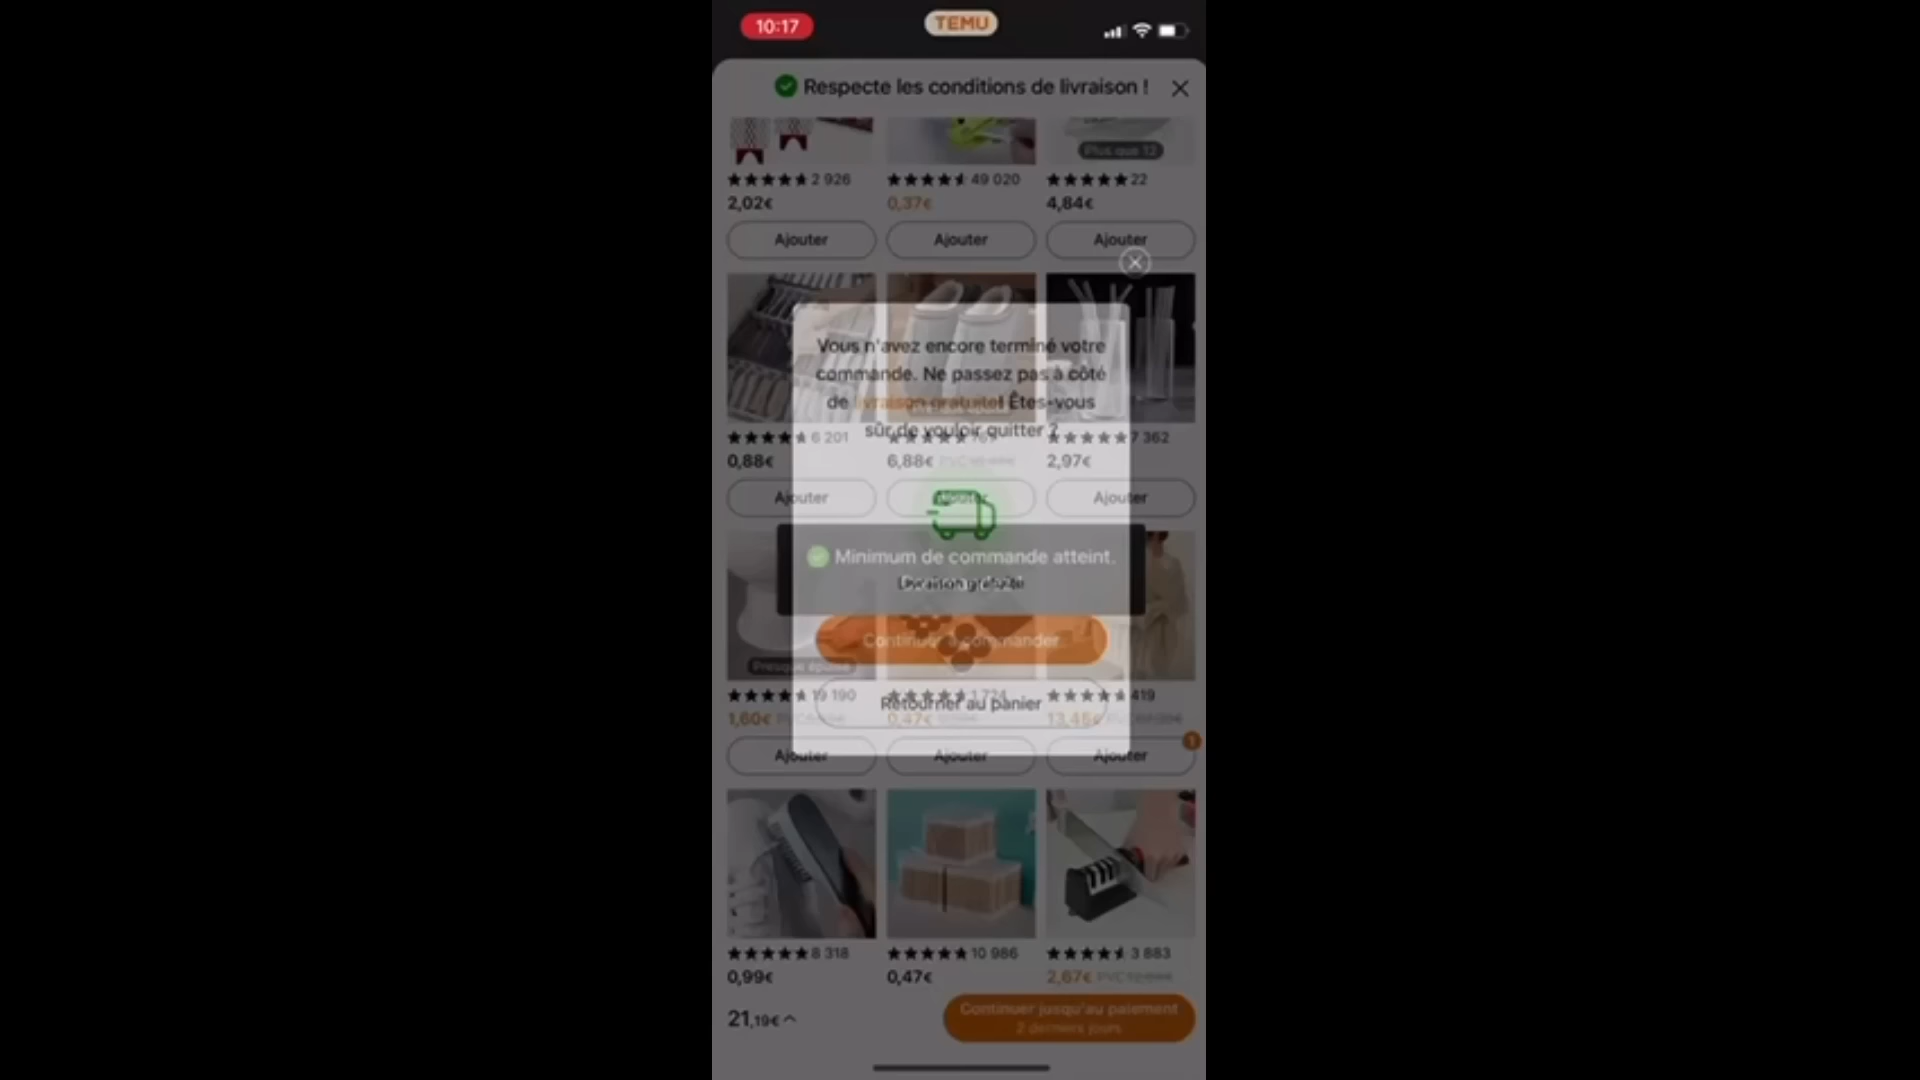 10:17
TEMU
Respecte les conditions de livraison !
Plus que 12
2 926
49 020
22
2,02€
0,37€
4,84€
Ajouter
Ajouter
Ajouter
Vous n'avez encore terminé votre
commande. Ne passez pas à côté
de livraison gratuite! Êtes-vous
sûr de vouloir quitter ?
6 201
7 362
0,88€
6,88€
2,97€
Ajouter
Ajouter
Ajouter
Minimum de commande atteint.
Livraison gratuite
Continuer à commander
Presque épuisé
Retourner au panier
19 190
1 724
419
1,60€
0,47€
13,45€
Ajouter
Ajouter
Ajouter
1
8 318
10 986
3 883
0,99€
0,47€
2,67€
21,19€
Continuer jusqu'au paiement
2 derniers jours